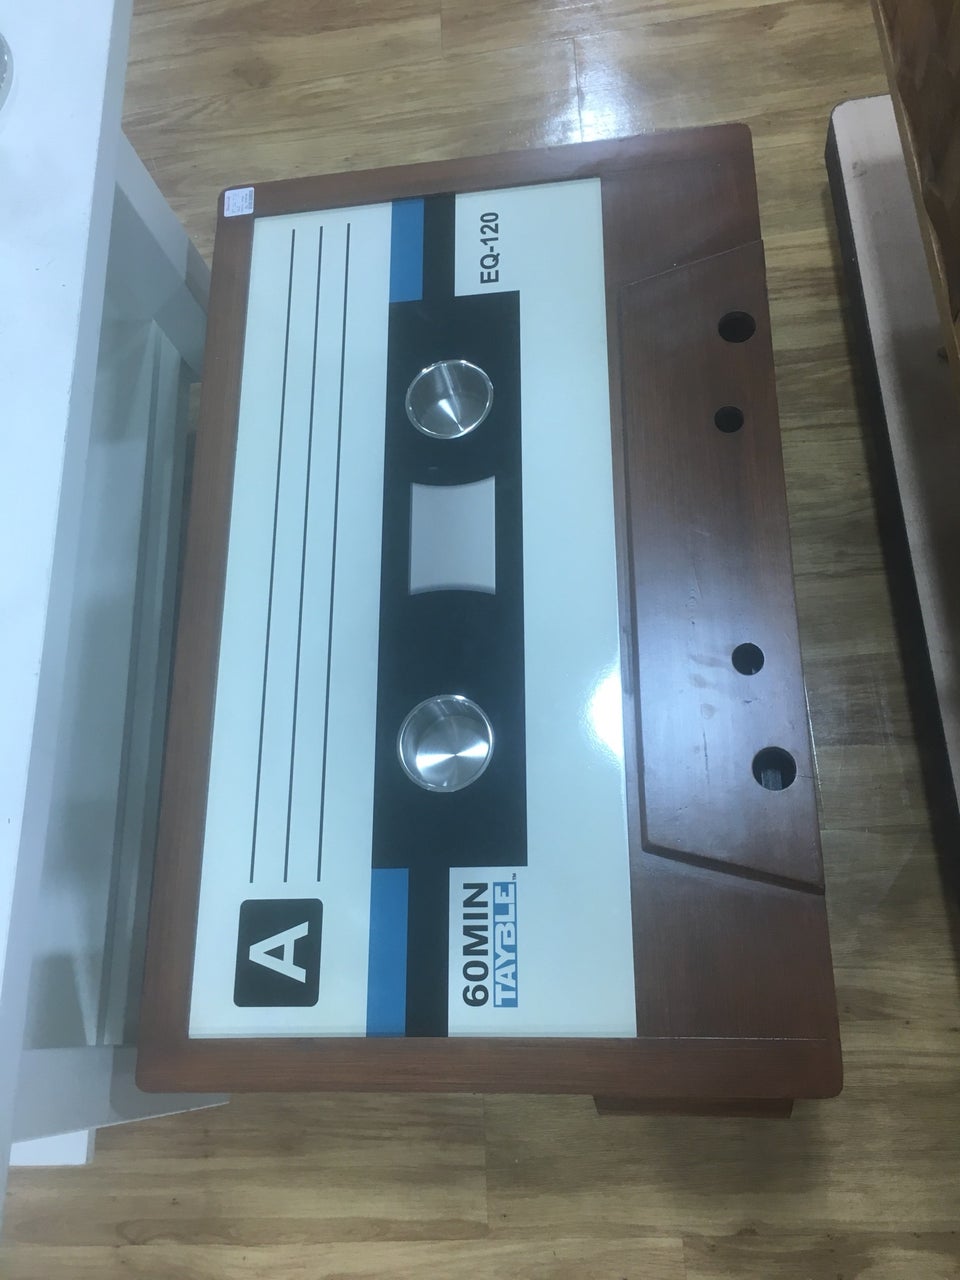 A
60MIN
TAYBLE™
EQ-120